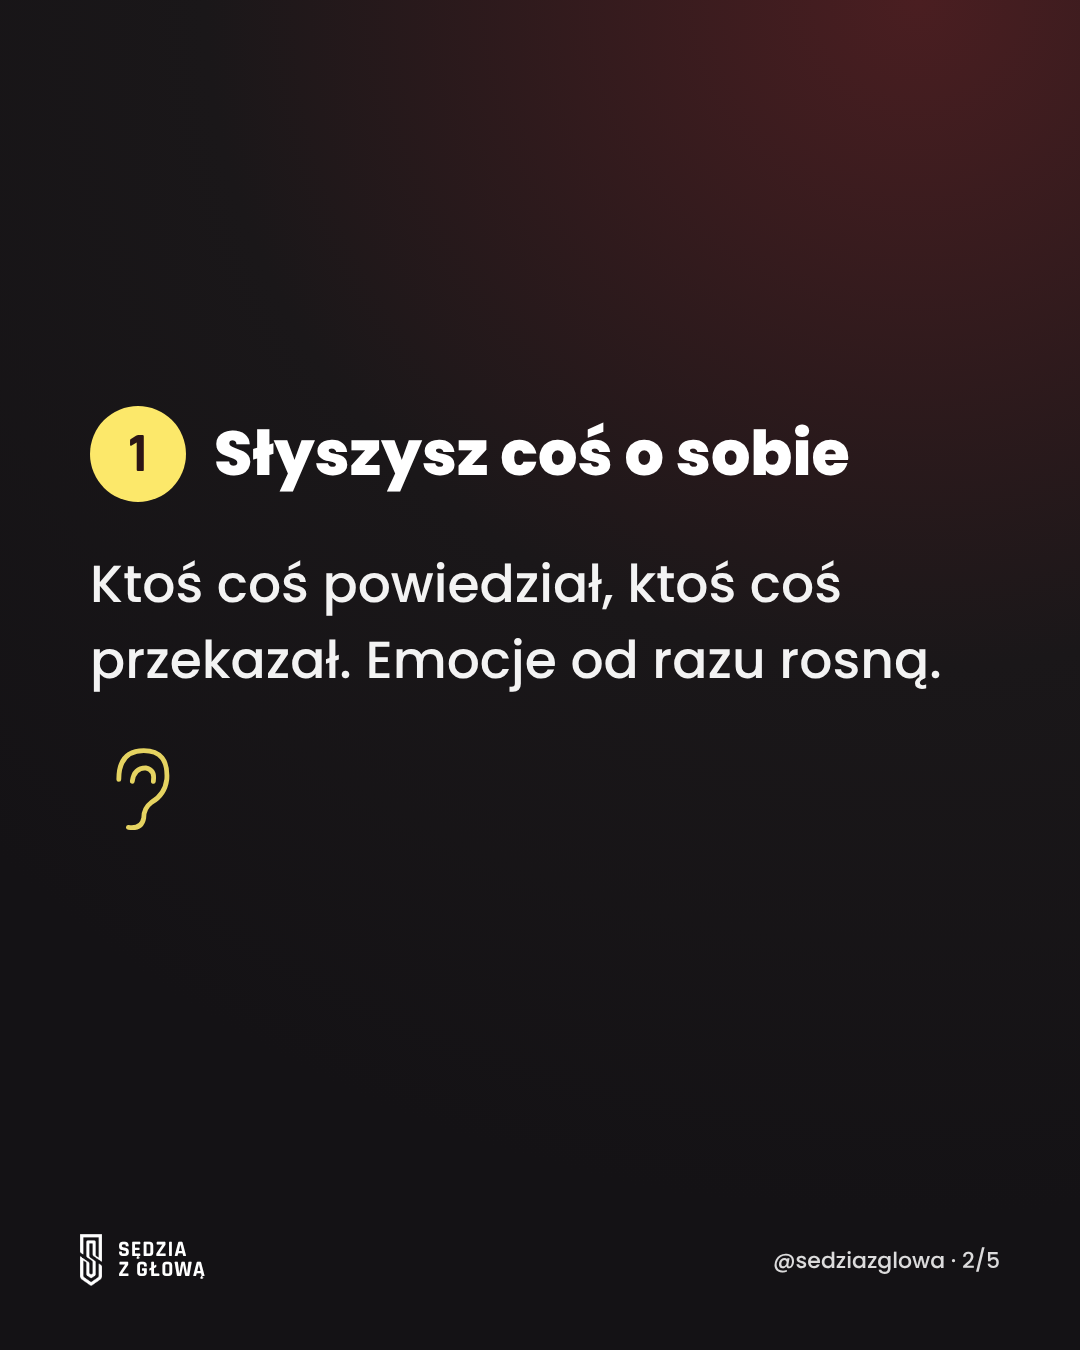 1 Słyszysz coś o sobie
Ktoś coś powiedział, ktoś coś
przekazał. Emocje od razu rosną.
SĘDZIA
Z GŁOWĄ
@sedziazglowa · 2/5